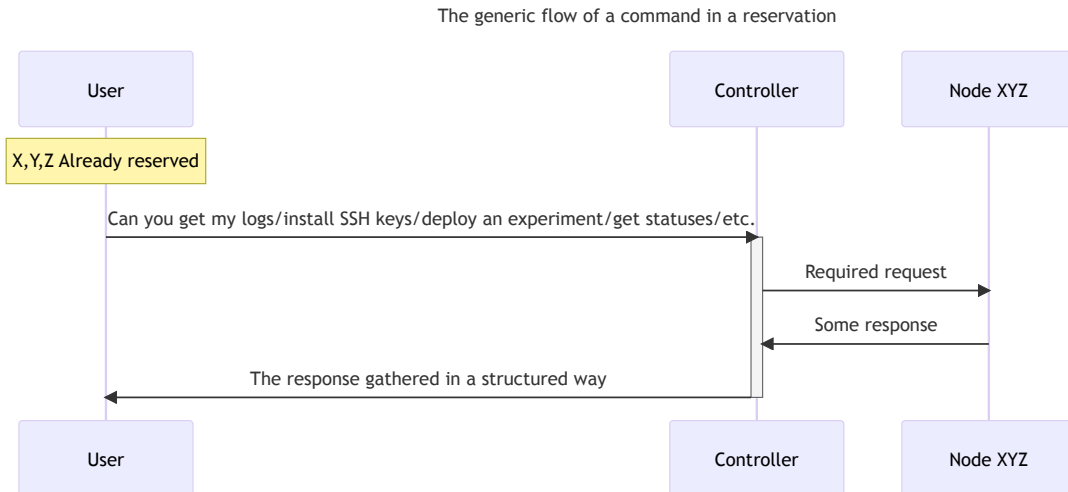 The generic flow of a command in a reservation
User
Controller
Node XYZ
X,Y,Z Already reserved
Can you get my logs/install SSH keys/deploy an experiment/get statuses/etc.
Required request
Some response
The response gathered in a structured way
User
Controller
Node XYZ